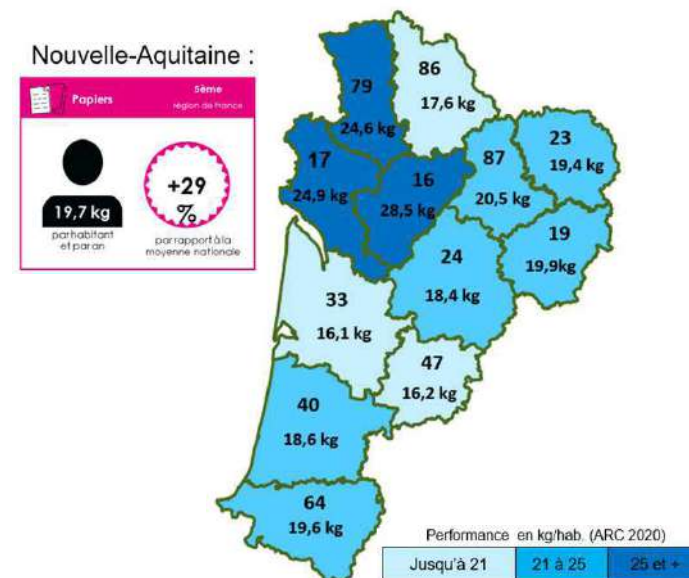 Nouvelle-Aquitaine :
Papiers
5ème
région de france
19,7 kg
par habitant
et par an
+29
%
par rapport à la
moyenne nationale
79
24,6 kg
86
17,6 kg
17
24,9 kg
16
28,5 kg
87
20,5 kg
23
19,4 kg
19
19,9kg
24
18,4 kg
33
16,1 kg
47
16,2 kg
40
18,6 kg
64
19,6 kg
Performance en kg/hab. (ARC 2020)
Jusqu'à 21
21 à 25
25 et +